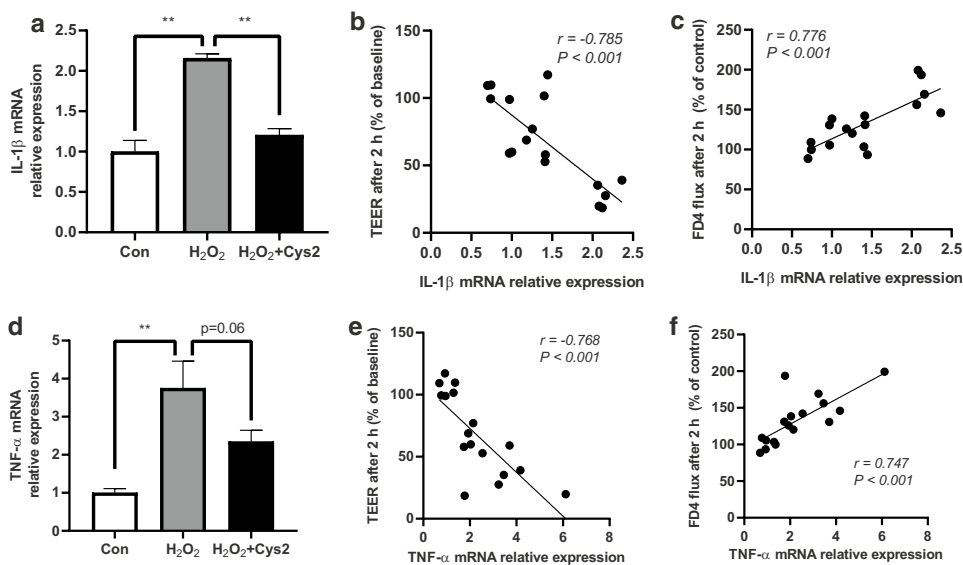 a
IL-1β mRNA
relative expression
2.5
2.0
1.5
1.0
0.5
0.0
**
**
Con
H₂O₂
H₂O₂+Cys2
b
TEER after 2 h (% of baseline)
150
100
50
0
r = -0.785
P < 0.001
0.0 0.5 1.0 1.5 2.0 2.5
IL-1β mRNA relative expression
c
FD4 flux after 2 h (% of control)
250
200
150
100
50
0
r = 0.776
P < 0.001
0.0 0.5 1.0 1.5 2.0 2.5
IL-1β mRNA relative expression
d
TNF-α mRNA
relative expression
5
4
3
2
1
0
**
p=0.06
Con
H₂O₂
H₂O₂+Cys2
e
TEER after 2 h (% of baseline)
150
100
50
0
r = -0.768
P < 0.001
0 2 4 6 8
TNF-α mRNA relative expression
f
FD4 flux after 2 h (% of control)
250
200
150
100
50
0
r = 0.747
P < 0.001
0 2 4 6 8
TNF-α mRNA relative expression